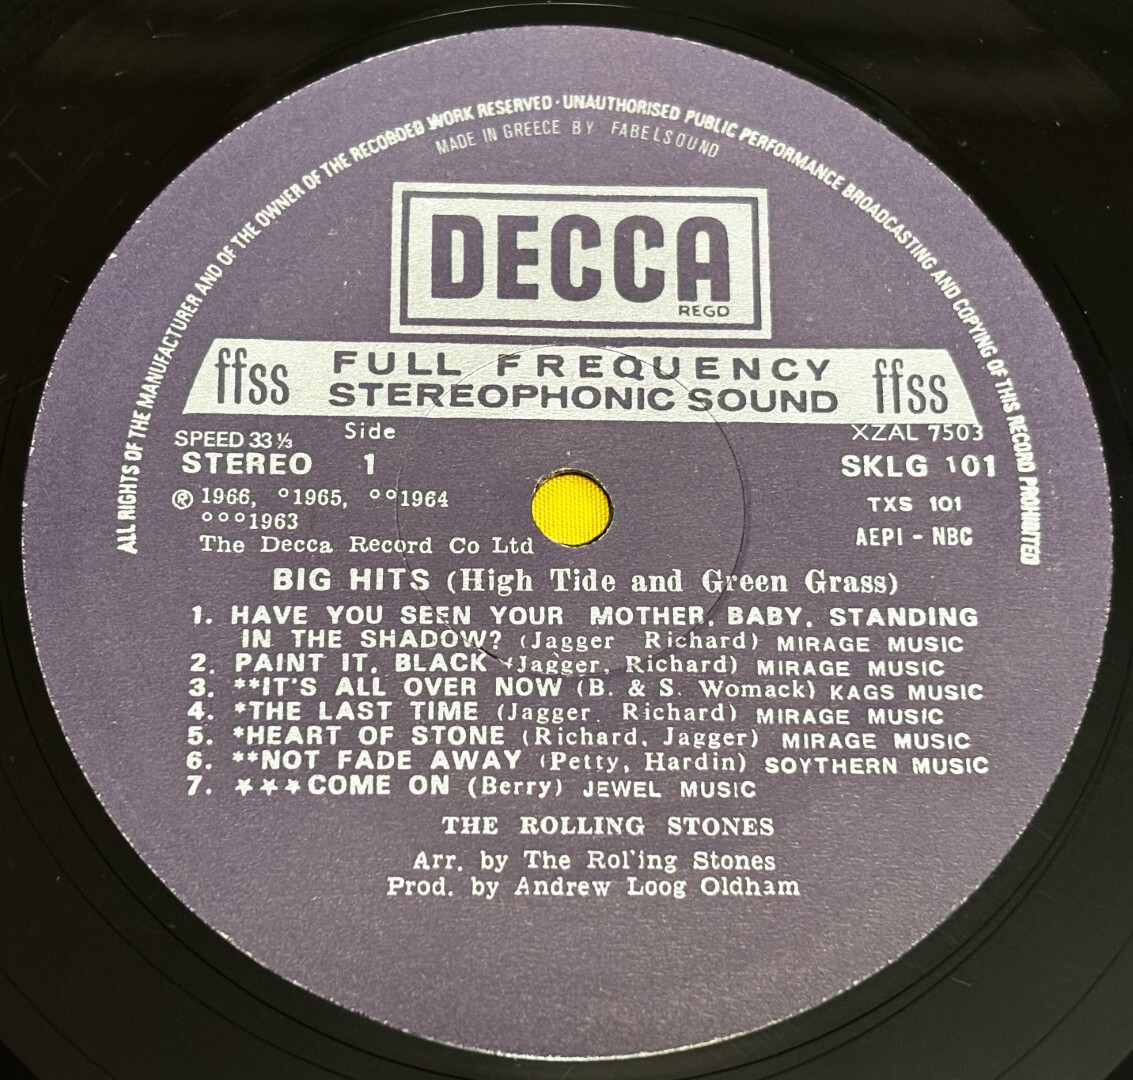 ALL RIGHTS OF THE MANUFACTURER AND OF THE OWNER OF THE RECORDED WORK RESERVED · UNAUTHORISED PUBLIC PERFORMANCE BROADCASTING AND COPYING OF THIS RECORD PROHIBITED
MADE IN GREECE BY FABELSOUND
DECCA
REGD
ffss FULL FREQUENCY STEREOPHONIC SOUND ffss
SPEED 33⅓ Side XZAL 7503
STEREO 1 SKLG 101
℗ 1966, °1965, °°1964 TXS 101
°°°1963 AEPI - NBC
The Decca Record Co Ltd
BIG HITS (High Tide and Green Grass)
1. HAVE YOU SEEN YOUR MOTHER, BABY, STANDING
IN THE SHADOW? (Jagger Richard) MIRAGE MUSIC
2. PAINT IT, BLACK (Jagger, Richard) MIRAGE MUSIC
3. **IT'S ALL OVER NOW (B. & S. Womack) KAGS MUSIC
4. *THE LAST TIME (Jagger, Richard) MIRAGE MUSIC
5. *HEART OF STONE (Richard, Jagger) MIRAGE MUSIC
6. **NOT FADE AWAY (Petty, Hardin) SOYTHERN MUSIC
7. ★★★COME ON (Berry) JEWEL MUSIC
THE ROLLING STONES
Arr. by The Rolling Stones
Prod. by Andrew Loog Oldham